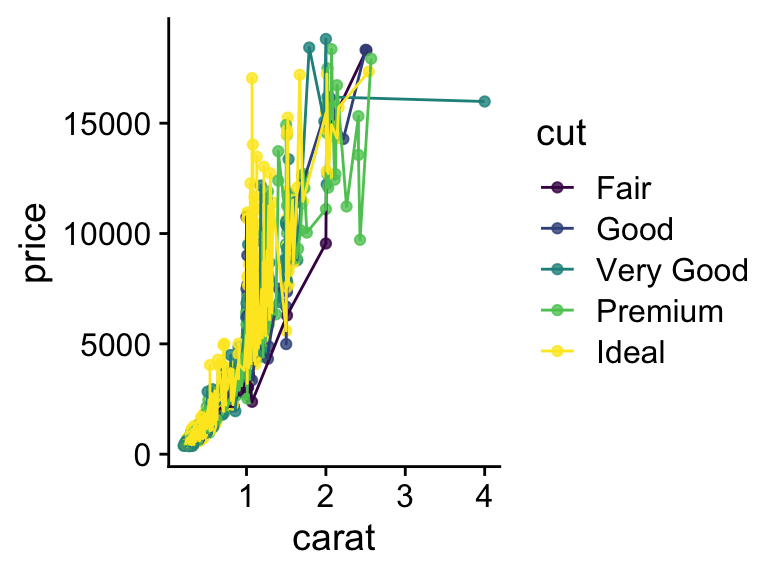 price
15000
10000
5000
0
1 2 3 4
carat
cut
Fair
Good
Very Good
Premium
Ideal